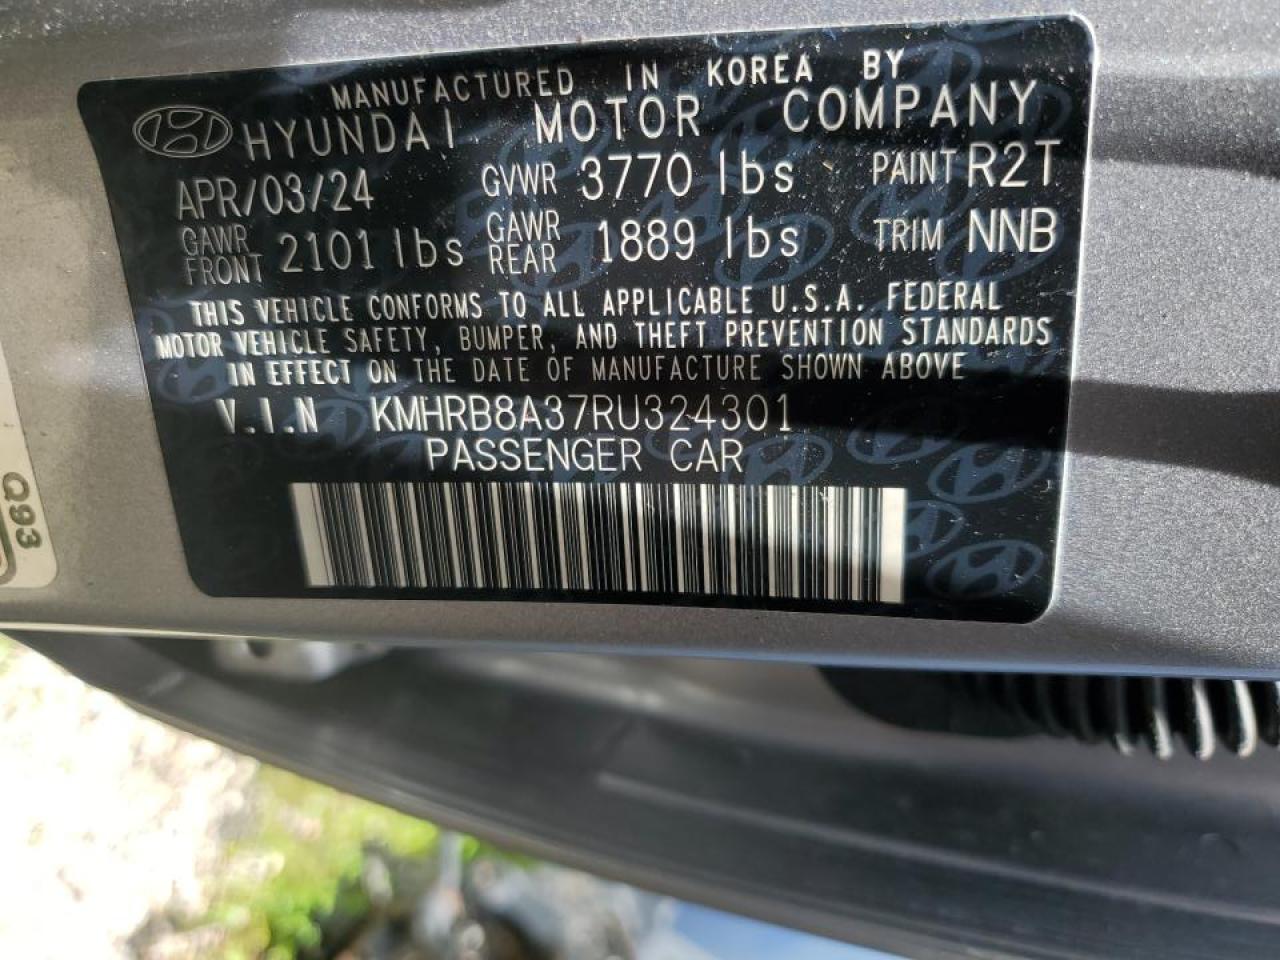 MANUFACTURED IN KOREA BY
HYUNDAI MOTOR COMPANY
APR/03/24 GVWR 3770 lbs PAINT R2T
GAWR FRONT 2101 lbs GAWR REAR 1889 lbs TRIM NNB
THIS VEHICLE CONFORMS TO ALL APPLICABLE U.S.A. FEDERAL
MOTOR VEHICLE SAFETY, BUMPER, AND THEFT PREVENTION STANDARDS
IN EFFECT ON THE DATE OF MANUFACTURE SHOWN ABOVE
V.I.N KMHRB8A37RU324301
PASSENGER CAR
Q93